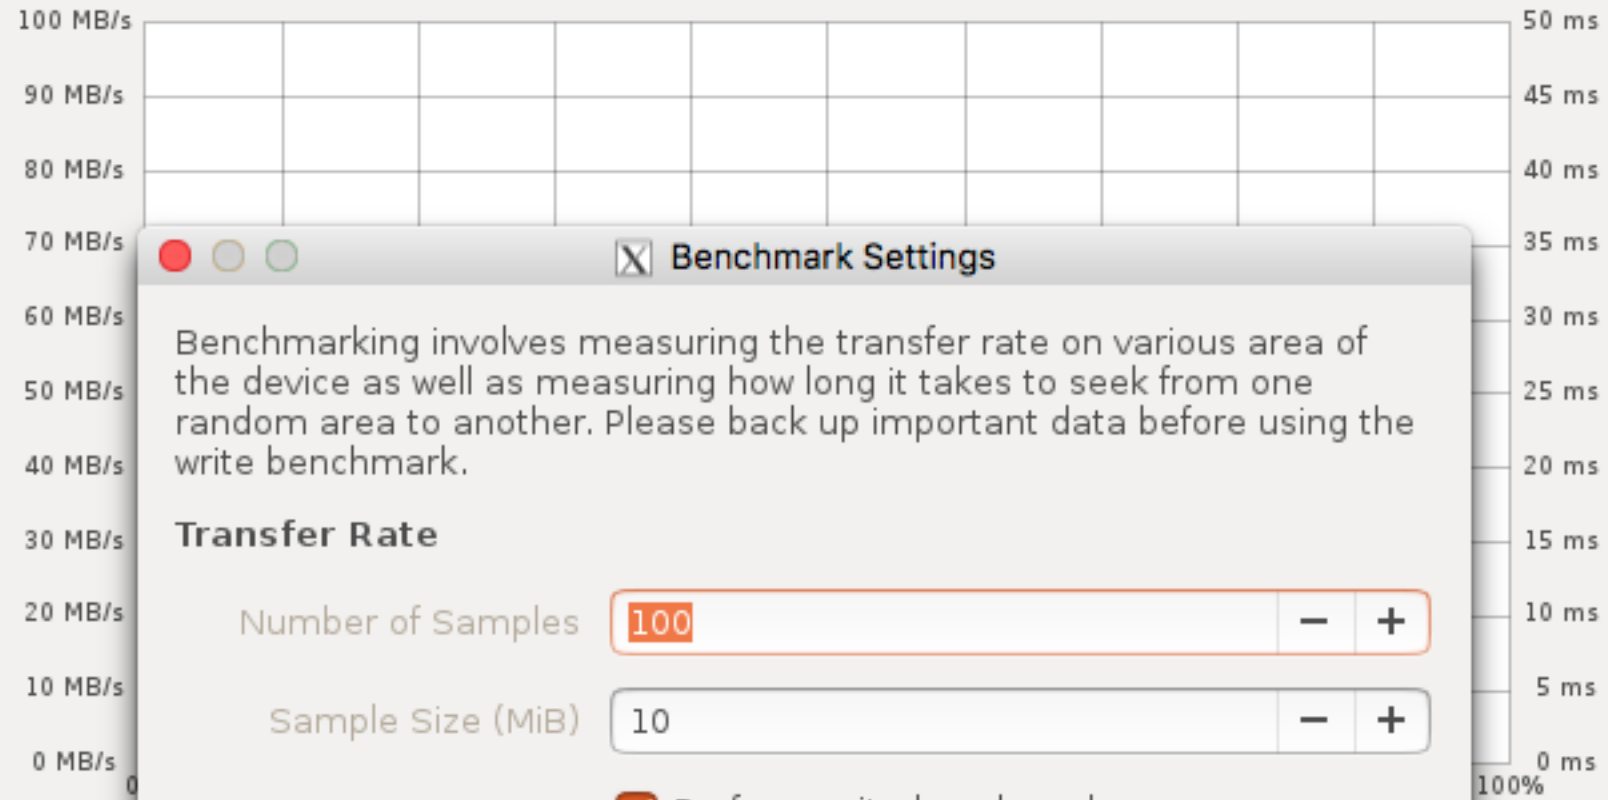 100 MB/s
50 ms
90 MB/s
45 ms
80 MB/s
40 ms
70 MB/s
35 ms
Benchmark Settings
60 MB/s
30 ms
Benchmarking involves measuring the transfer rate on various area of
the device as well as measuring how long it takes to seek from one
random area to another. Please back up important data before using the
write benchmark.
50 MB/s
25 ms
40 MB/s
20 ms
Transfer Rate
30 MB/s
15 ms
Number of Samples
100
20 MB/s
10 ms
10 MB/s
5 ms
Sample Size (MiB)
10
0 MB/s
0 ms
0
100%